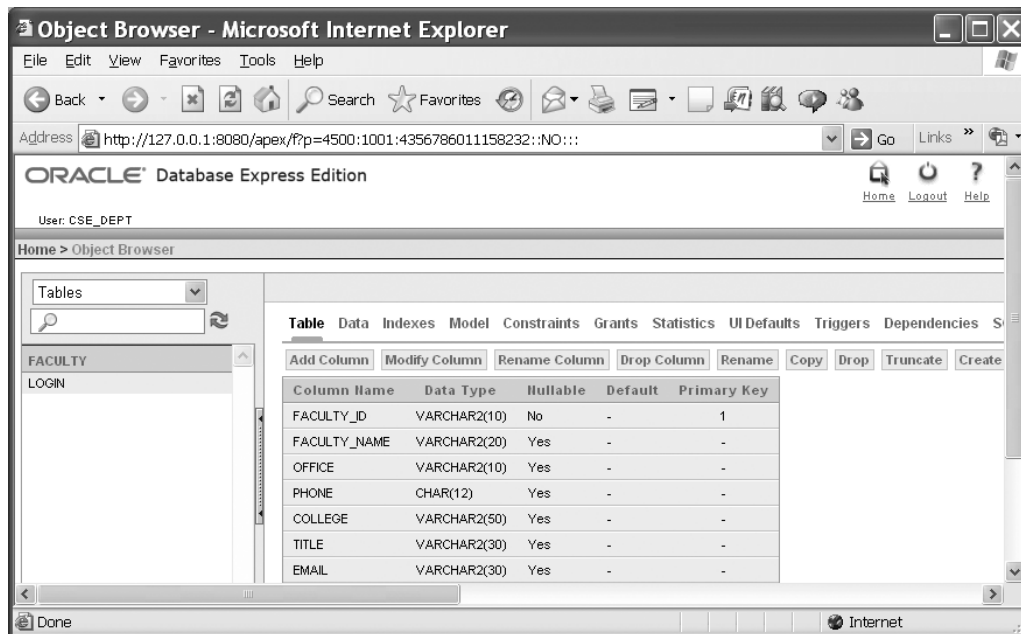 Object Browser - Microsoft Internet Explorer
File Edit View Favorites Tools Help
Back Search Favorites
Address http://127.0.0.1:8080/apex/f?p=4500:1001:4356786011158232::NO::: Go Links »
ORACLE® Database Express Edition
Home Logout Help
User: CSE_DEPT
Home > Object Browser
Tables
Table Data Indexes Model Constraints Grants Statistics UI Defaults Triggers Dependencies S
FACULTY
LOGIN
Add Column Modify Column Rename Column Drop Column Rename Copy Drop Truncate Create
Column Name Data Type Nullable Default Primary Key
FACULTY_ID VARCHAR2(10) No - 1
FACULTY_NAME VARCHAR2(20) Yes - -
OFFICE VARCHAR2(10) Yes - -
PHONE CHAR(12) Yes - -
COLLEGE VARCHAR2(50) Yes - -
TITLE VARCHAR2(30) Yes - -
EMAIL VARCHAR2(30) Yes - -
Done Internet